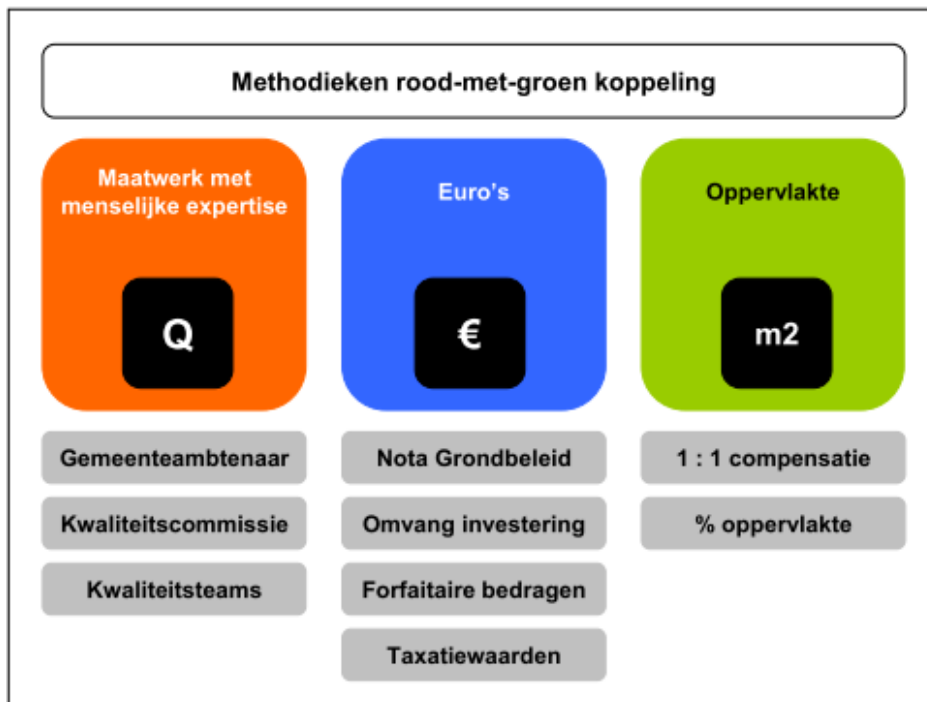 Methodieken rood-met-groen koppeling
Maatwerk met
menselijke expertise
Q
Gemeenteambtenaar
Kwaliteitscommissie
Kwaliteitsteams
Euro's
€
Nota Grondbeleid
Omvang investering
Forfaitaire bedragen
Taxatiewaarden
Oppervlakte
m2
1 : 1 compensatie
% oppervlakte